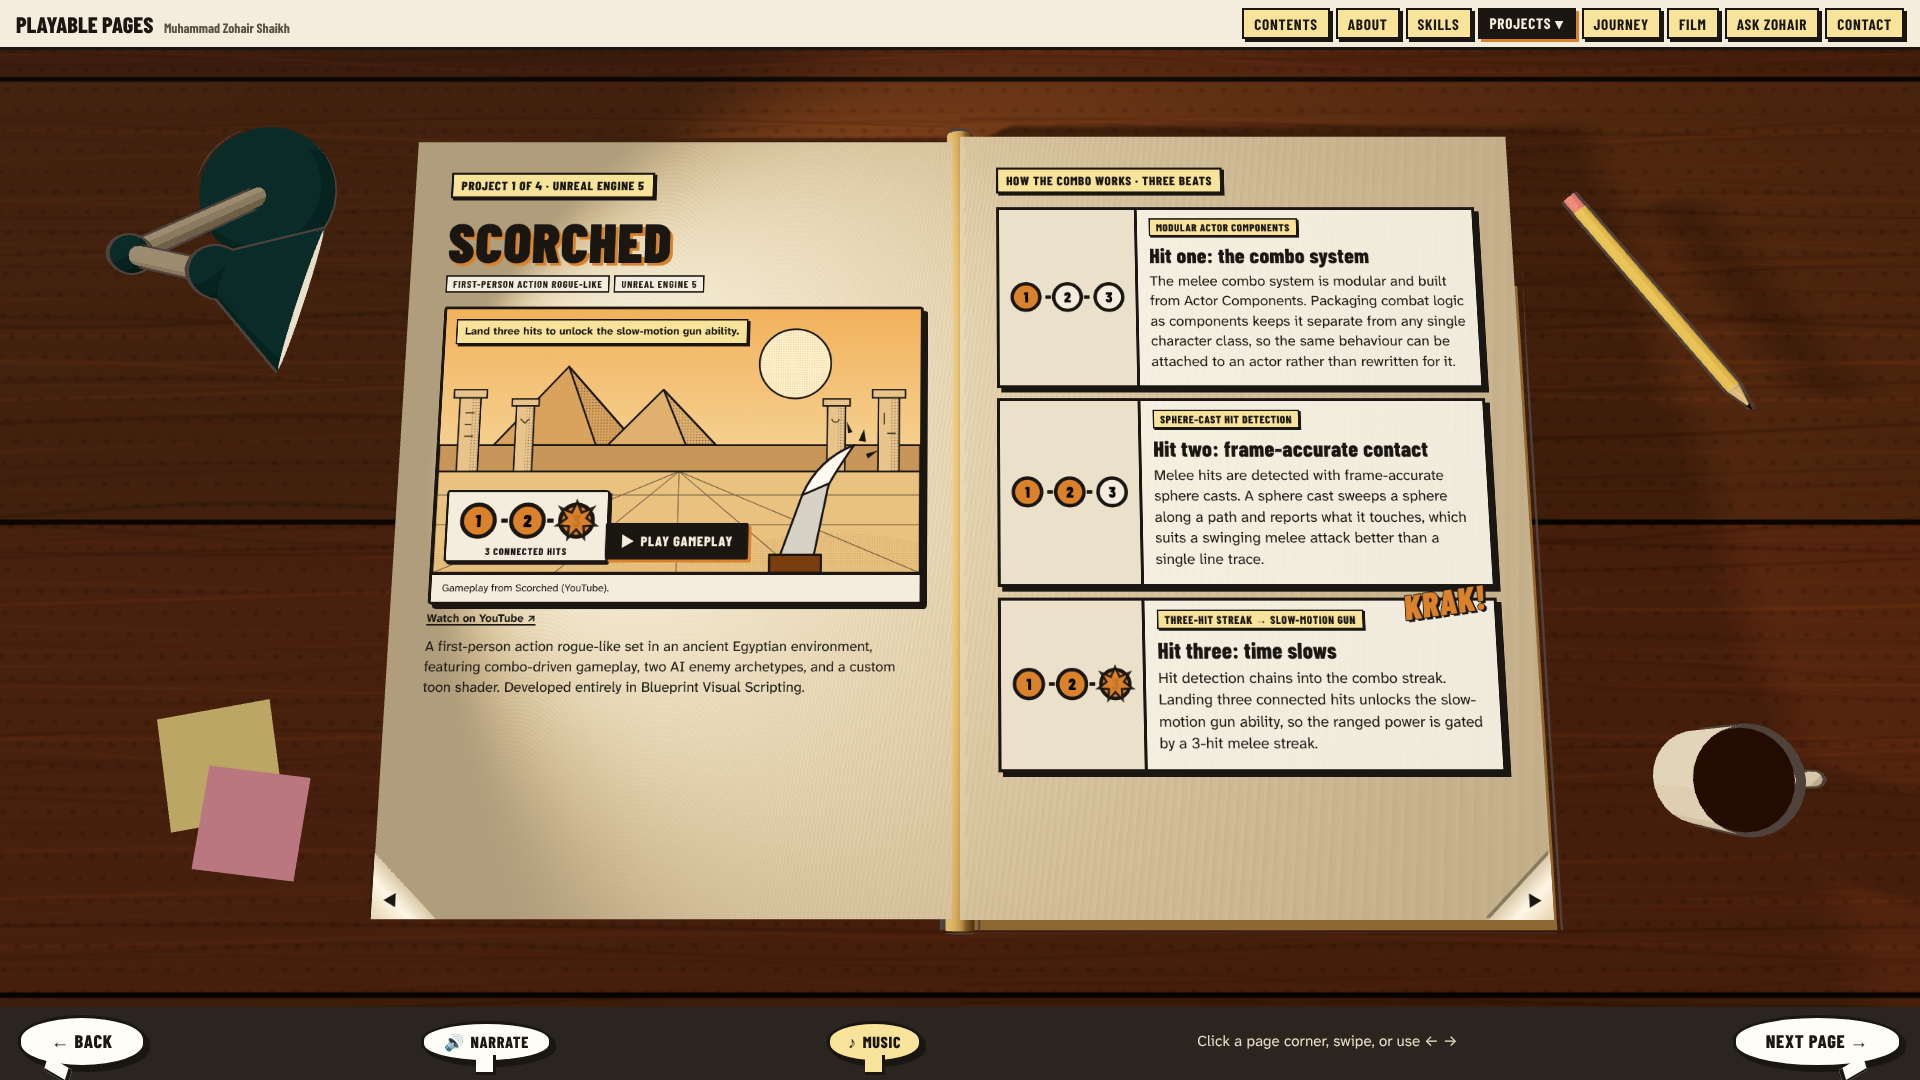 PLAYABLE PAGES Muhammad Zohair Shaikh
CONTENTS ABOUT SKILLS PROJECTS ▼ JOURNEY FILM ASK ZOHAIR CONTACT
PROJECT 1 OF 4 · UNREAL ENGINE 5
SCORCHED
FIRST-PERSON ACTION ROGUE-LIKE UNREAL ENGINE 5
Land three hits to unlock the slow-motion gun ability.
1 - 2 -
3 CONNECTED HITS
▶ PLAY GAMEPLAY
Gameplay from Scorched (YouTube).
Watch on YouTube ↗
A first-person action rogue-like set in an ancient Egyptian environment,
featuring combo-driven gameplay, two AI enemy archetypes, and a custom
toon shader. Developed entirely in Blueprint Visual Scripting.
HOW THE COMBO WORKS · THREE BEATS
1 - 2 - 3
MODULAR ACTOR COMPONENTS
Hit one: the combo system
The melee combo system is modular and built
from Actor Components. Packaging combat logic
as components keeps it separate from any single
character class, so the same behaviour can be
attached to an actor rather than rewritten for it.
1 - 2 - 3
SPHERE-CAST HIT DETECTION
Hit two: frame-accurate contact
Melee hits are detected with frame-accurate
sphere casts. A sphere cast sweeps a sphere
along a path and reports what it touches, which
suits a swinging melee attack better than a
single line trace.
KRAK!
1 - 2 -
THREE-HIT STREAK → SLOW-MOTION GUN
Hit three: time slows
Hit detection chains into the combo streak.
Landing three connected hits unlocks the slow-
motion gun ability, so the ranged power is gated
by a 3-hit melee streak.
◀
▶
← BACK
🔊 NARRATE
♪ MUSIC
Click a page corner, swipe, or use ← →
NEXT PAGE →